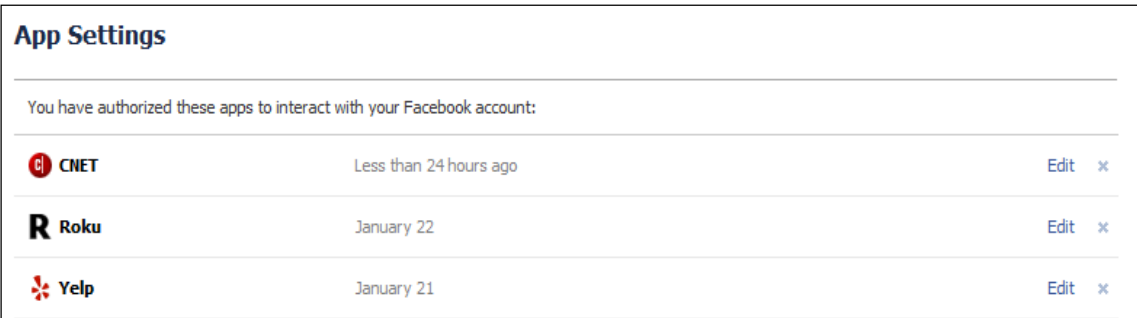 App Settings
You have authorized these apps to interact with your Facebook account:
CNET Less than 24 hours ago Edit ×
Roku January 22 Edit ×
Yelp January 21 Edit ×